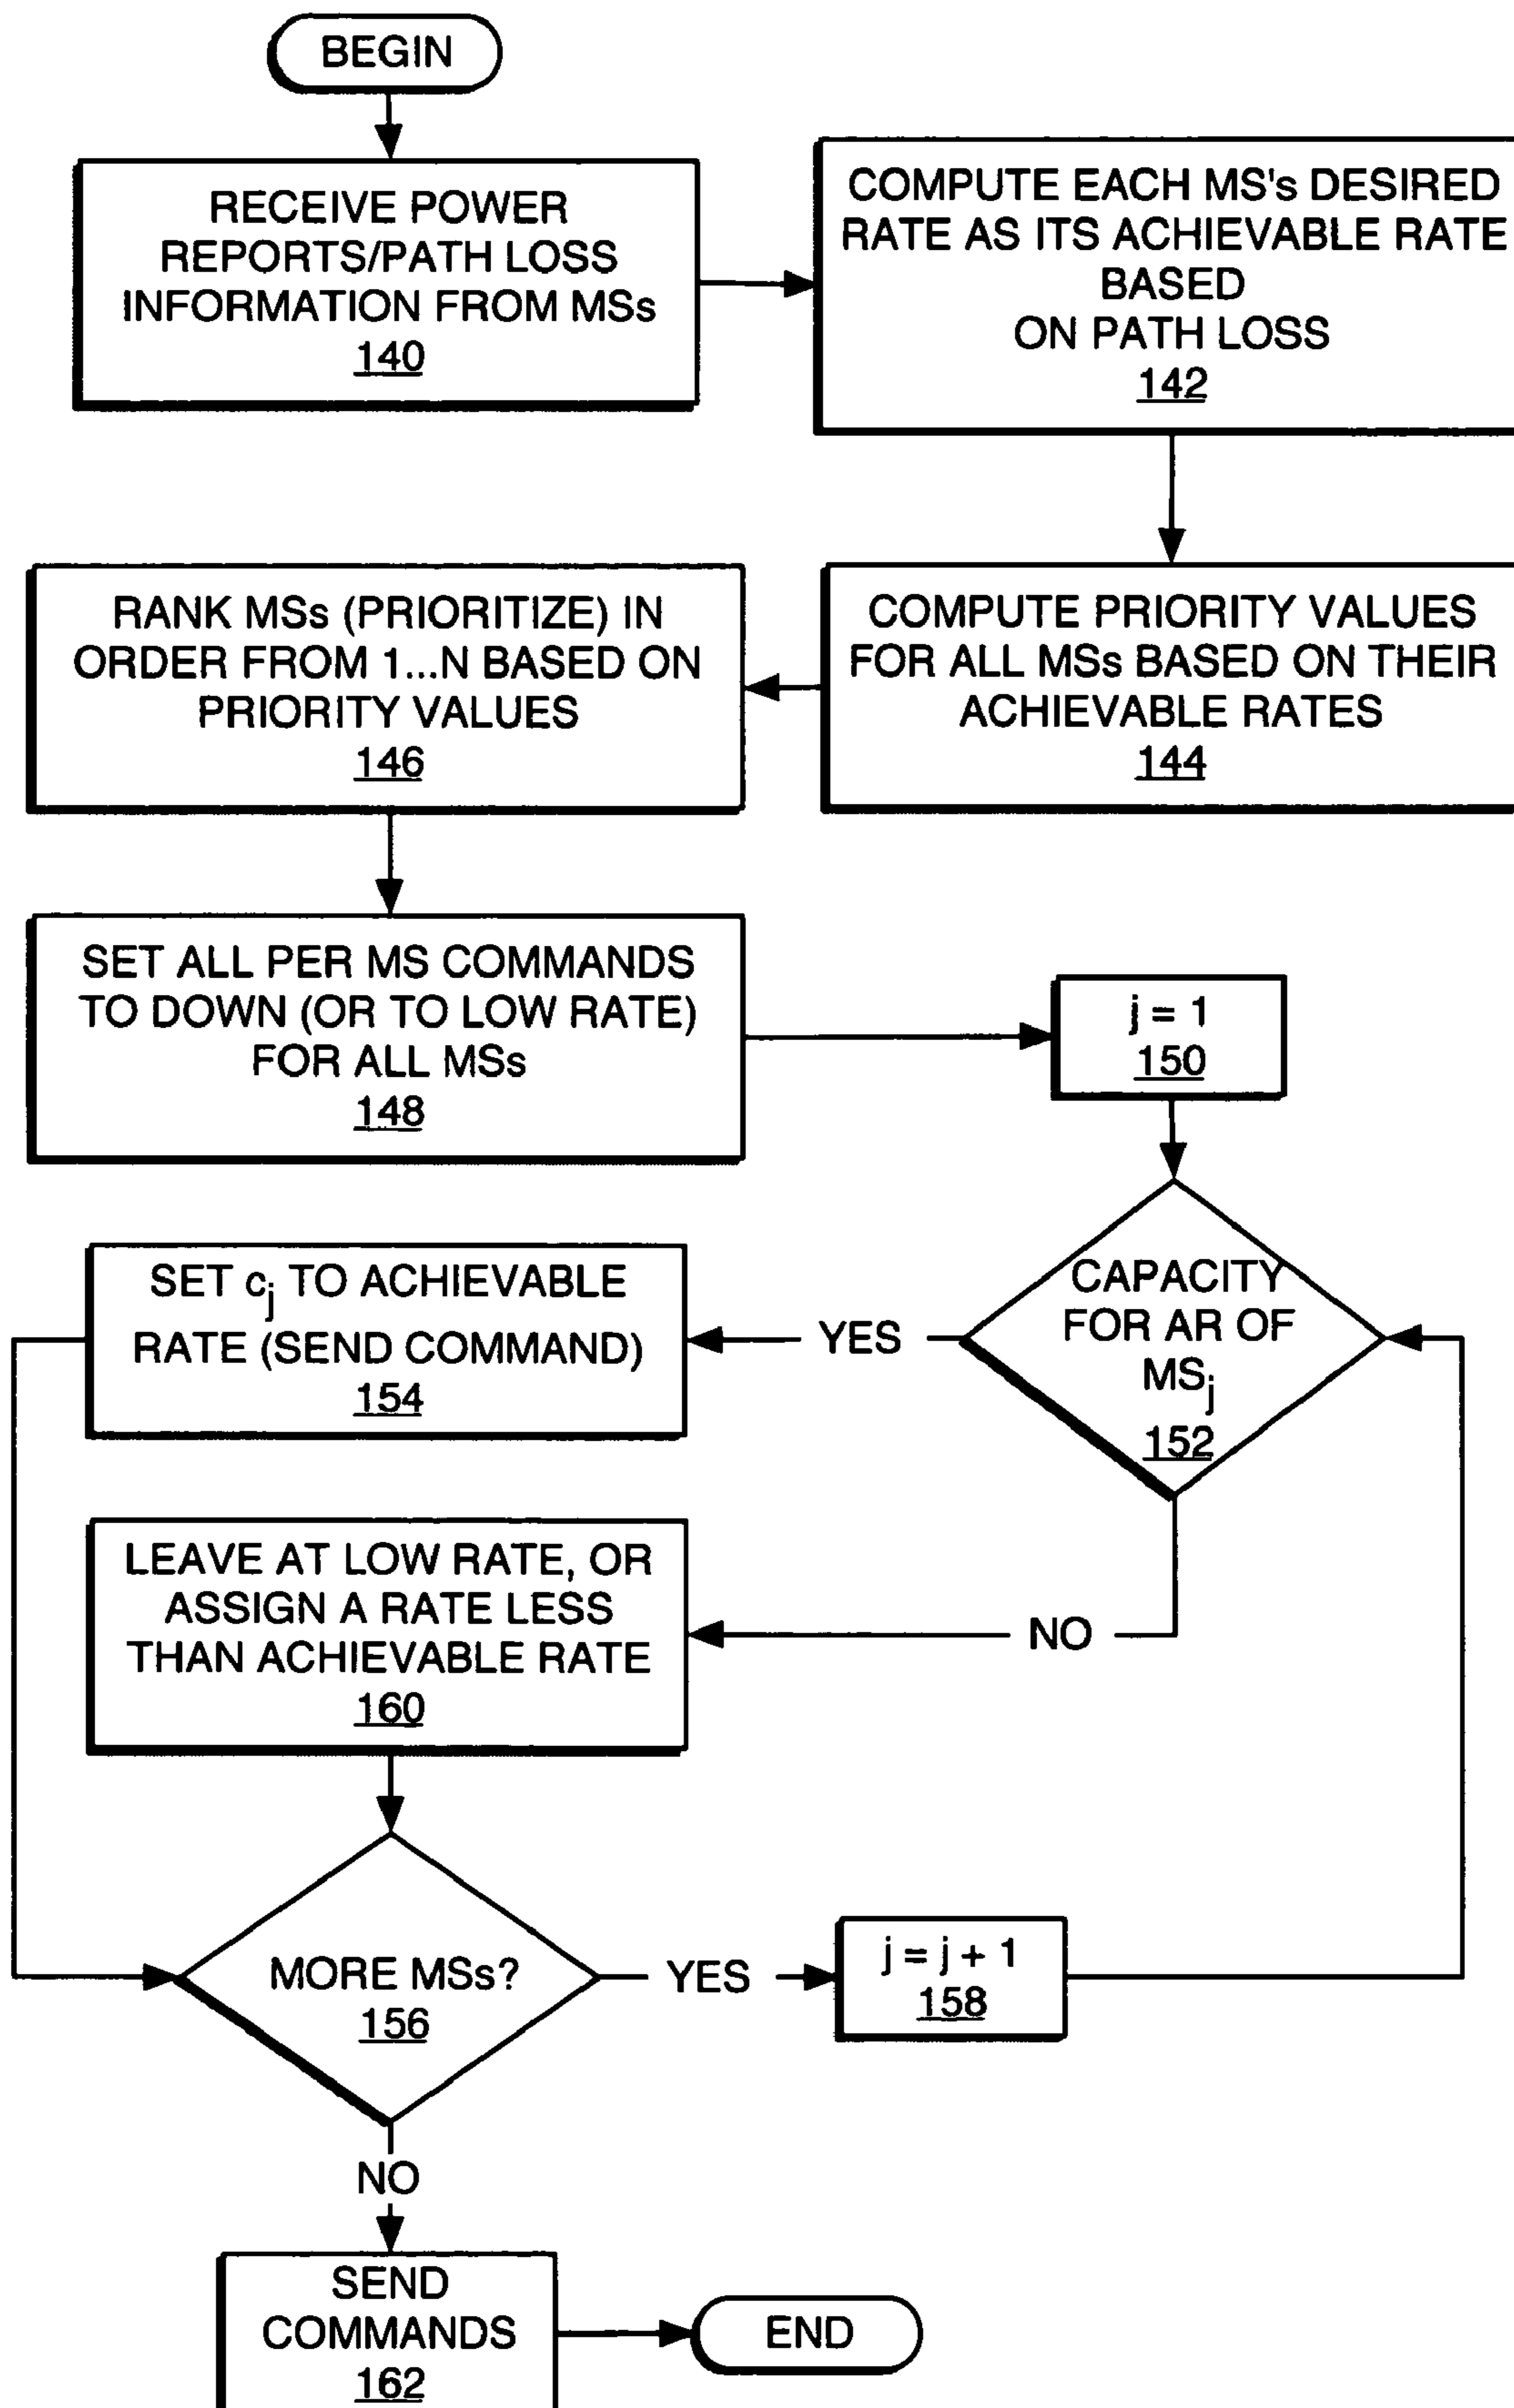 BEGIN
RECEIVE POWER
REPORTS/PATH LOSS
INFORMATION FROM MSs
140
COMPUTE EACH MS's DESIRED
RATE AS ITS ACHIEVABLE RATE
BASED
ON PATH LOSS
142
COMPUTE PRIORITY VALUES
FOR ALL MSs BASED ON THEIR
ACHIEVABLE RATES
144
RANK MSs (PRIORITIZE) IN
ORDER FROM 1...N BASED ON
PRIORITY VALUES
146
SET ALL PER MS COMMANDS
TO DOWN (OR TO LOW RATE)
FOR ALL MSs
148
j = 1
150
CAPACITY
FOR AR OF
MSj
152
YES
SET cj TO ACHIEVABLE
RATE (SEND COMMAND)
154
NO
LEAVE AT LOW RATE, OR
ASSIGN A RATE LESS
THAN ACHIEVABLE RATE
160
MORE MSs?
156
YES
j = j + 1
158
NO
SEND
COMMANDS
162
END